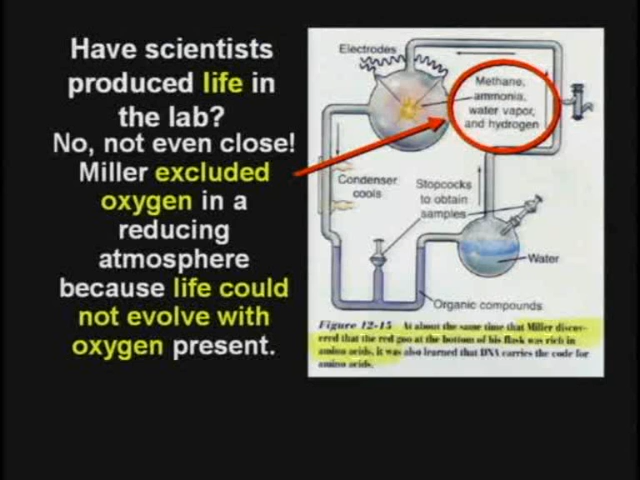 Have scientists
produced life in
the lab?
No, not even close!
Miller excluded
oxygen in a
reducing
atmosphere
because life could
not evolve with
oxygen present.
Electrodes
Methane,
ammonia,
water vapor,
and hydrogen
Condenser
cools
Stopcocks
to obtain
samples
Water
Organic compounds
Figure 12-15 At about the same time that Miller discov-
ered that the red goo at the bottom of his flask was rich in
amino acids, it was also learned that DNA carries the code for
amino acids.